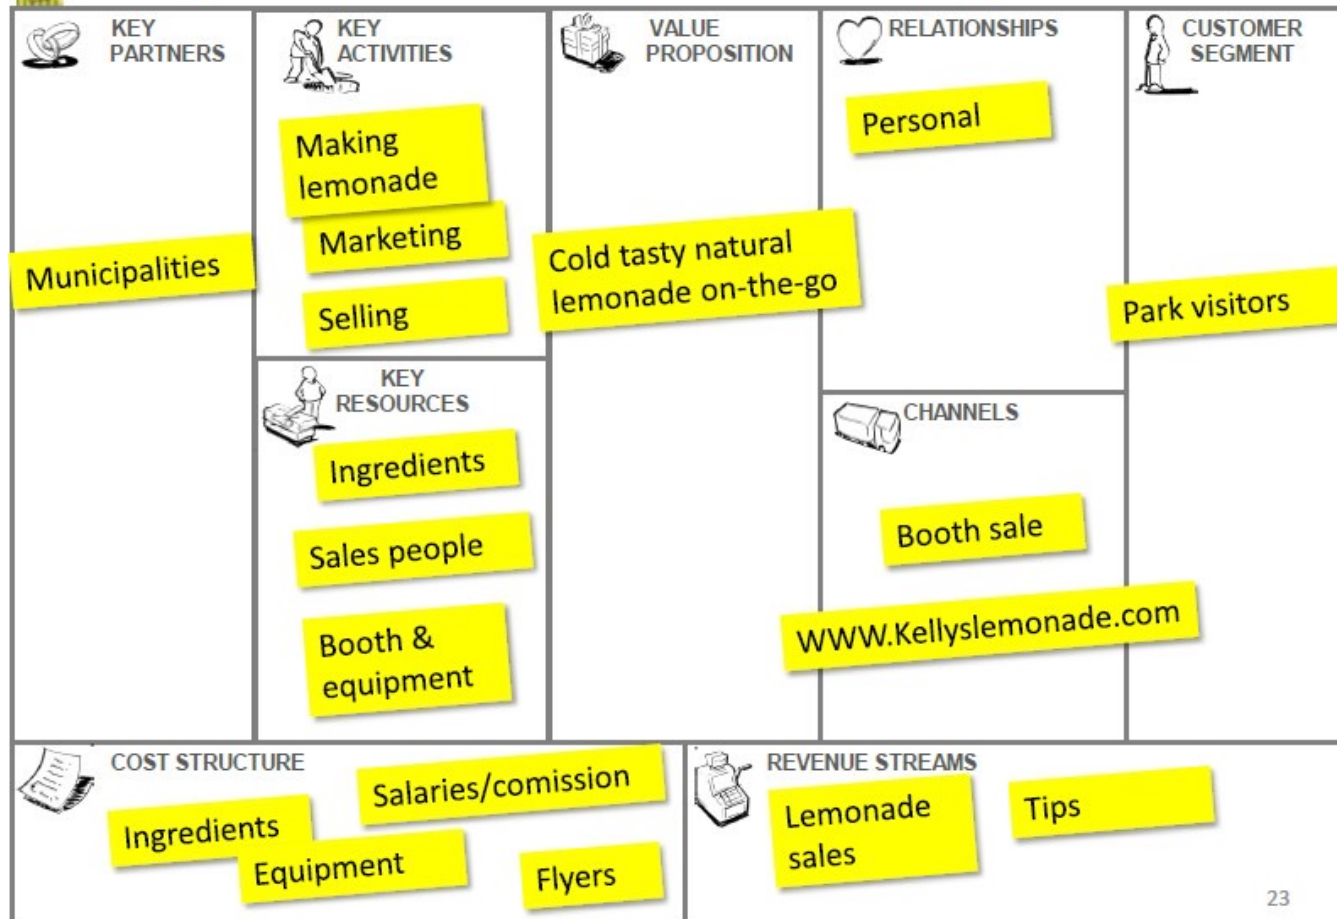 KEY
PARTNERS
Municipalities
KEY
ACTIVITIES
Making
lemonade
Marketing
Selling
KEY
RESOURCES
Ingredients
Sales people
Booth &
equipment
VALUE
PROPOSITION
Cold tasty natural
lemonade on-the-go
RELATIONSHIPS
Personal
CHANNELS
Booth sale
WWW.Kellyslemonade.com
CUSTOMER
SEGMENT
Park visitors
COST STRUCTURE
Salaries/comission
Ingredients
Equipment
Flyers
REVENUE STREAMS
Lemonade
sales
Tips
23